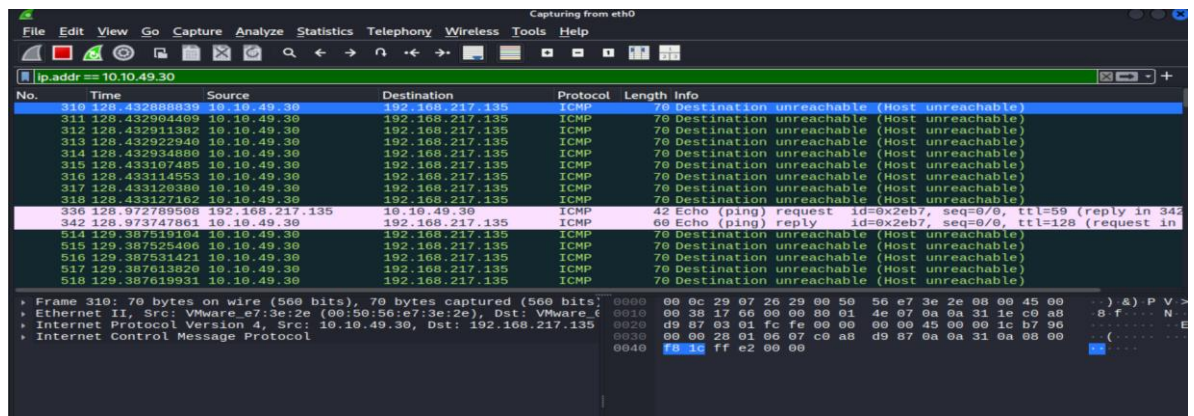 Capturing from eth0
File Edit View Go Capture Analyze Statistics Telephony Wireless Tools Help
ip.addr == 10.10.49.30
No. Time Source Destination Protocol Length Info
310 128.432888839 10.10.49.30 192.168.217.135 ICMP 70 Destination unreachable (Host unreachable)
311 128.432904409 10.10.49.30 192.168.217.135 ICMP 70 Destination unreachable (Host unreachable)
312 128.432911382 10.10.49.30 192.168.217.135 ICMP 70 Destination unreachable (Host unreachable)
313 128.432922940 10.10.49.30 192.168.217.135 ICMP 70 Destination unreachable (Host unreachable)
314 128.432934880 10.10.49.30 192.168.217.135 ICMP 70 Destination unreachable (Host unreachable)
315 128.433107485 10.10.49.30 192.168.217.135 ICMP 70 Destination unreachable (Host unreachable)
316 128.433114553 10.10.49.30 192.168.217.135 ICMP 70 Destination unreachable (Host unreachable)
317 128.433120380 10.10.49.30 192.168.217.135 ICMP 70 Destination unreachable (Host unreachable)
318 128.433127162 10.10.49.30 192.168.217.135 ICMP 70 Destination unreachable (Host unreachable)
336 128.972789508 192.168.217.135 10.10.49.30 ICMP 42 Echo (ping) request id=0x2eb7, seq=0/0, ttl=59 (reply in 342
342 128.973747861 10.10.49.30 192.168.217.135 ICMP 60 Echo (ping) reply id=0x2eb7, seq=0/0, ttl=128 (request in
514 129.387519104 10.10.49.30 192.168.217.135 ICMP 70 Destination unreachable (Host unreachable)
515 129.387525406 10.10.49.30 192.168.217.135 ICMP 70 Destination unreachable (Host unreachable)
516 129.387531421 10.10.49.30 192.168.217.135 ICMP 70 Destination unreachable (Host unreachable)
517 129.387613820 10.10.49.30 192.168.217.135 ICMP 70 Destination unreachable (Host unreachable)
518 129.387619931 10.10.49.30 192.168.217.135 ICMP 70 Destination unreachable (Host unreachable)
Frame 310: 70 bytes on wire (560 bits), 70 bytes captured (560 bits)
Ethernet II, Src: VMware_e7:3e:2e (00:50:56:e7:3e:2e), Dst: VMware_
Internet Protocol Version 4, Src: 10.10.49.30, Dst: 192.168.217.135
Internet Control Message Protocol
0000 00 0c 29 07 26 29 00 50 56 e7 3e 2e 08 00 45 00 ··)·&)·P V·>
0010 00 38 17 66 00 00 80 01 4e 07 0a 0a 31 1e c0 a8 ·8·f···· N··
0020 d9 87 03 01 fc fe 00 00 00 00 45 00 00 1c b7 96 ········ ··E
0030 00 00 28 01 06 07 c0 a8 d9 87 0a 0a 31 0a 08 00 ··(····· ···
0040 f8 1c ff e2 00 00 ······